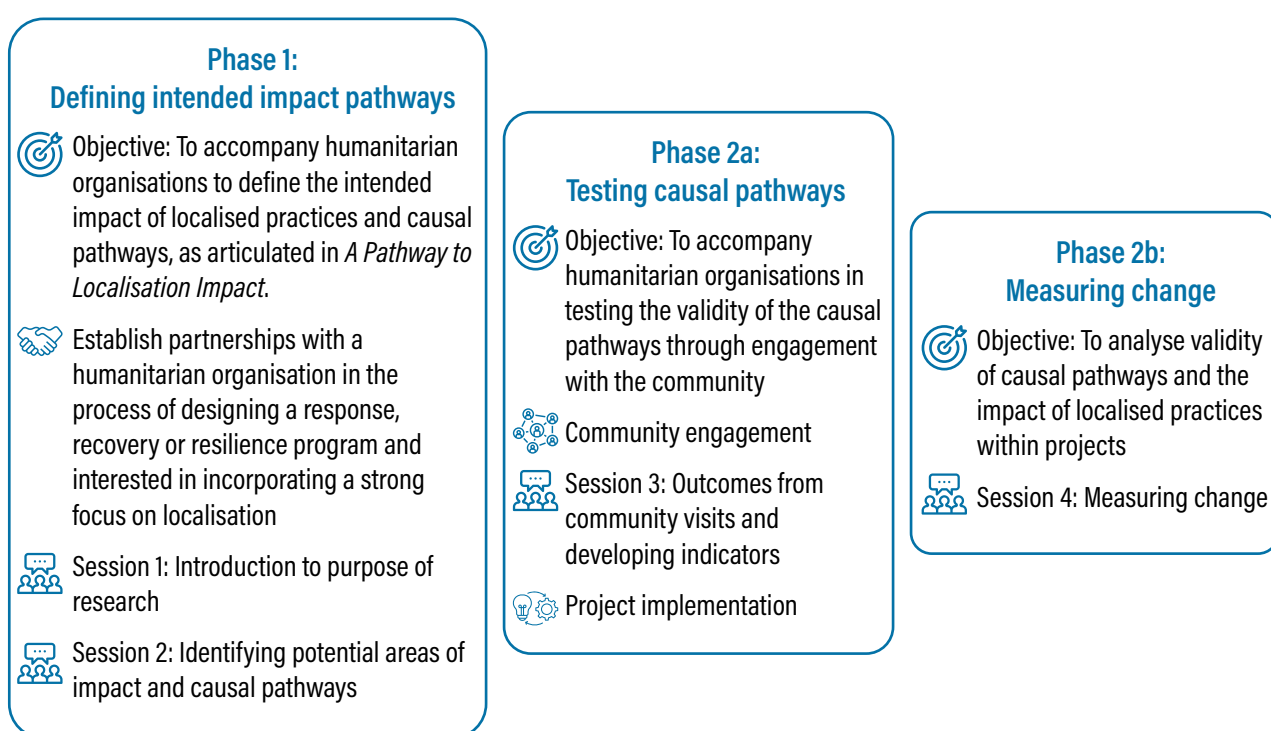 Phase 1:
Defining intended impact pathways
Objective: To accompany humanitarian
organisations to define the intended
impact of localised practices and causal
pathways, as articulated in A Pathway to
Localisation Impact.
Establish partnerships with a
humanitarian organisation in the
process of designing a response,
recovery or resilience program and
interested in incorporating a strong
focus on localisation
Session 1: Introduction to purpose of
research
Session 2: Identifying potential areas of
impact and causal pathways
Phase 2a:
Testing causal pathways
Objective: To accompany
humanitarian organisations in
testing the validity of the causal
pathways through engagement
with the community
Community engagement
Session 3: Outcomes from
community visits and
developing indicators
Project implementation
Phase 2b:
Measuring change
Objective: To analyse validity
of causal pathways and the
impact of localised practices
within projects
Session 4: Measuring change